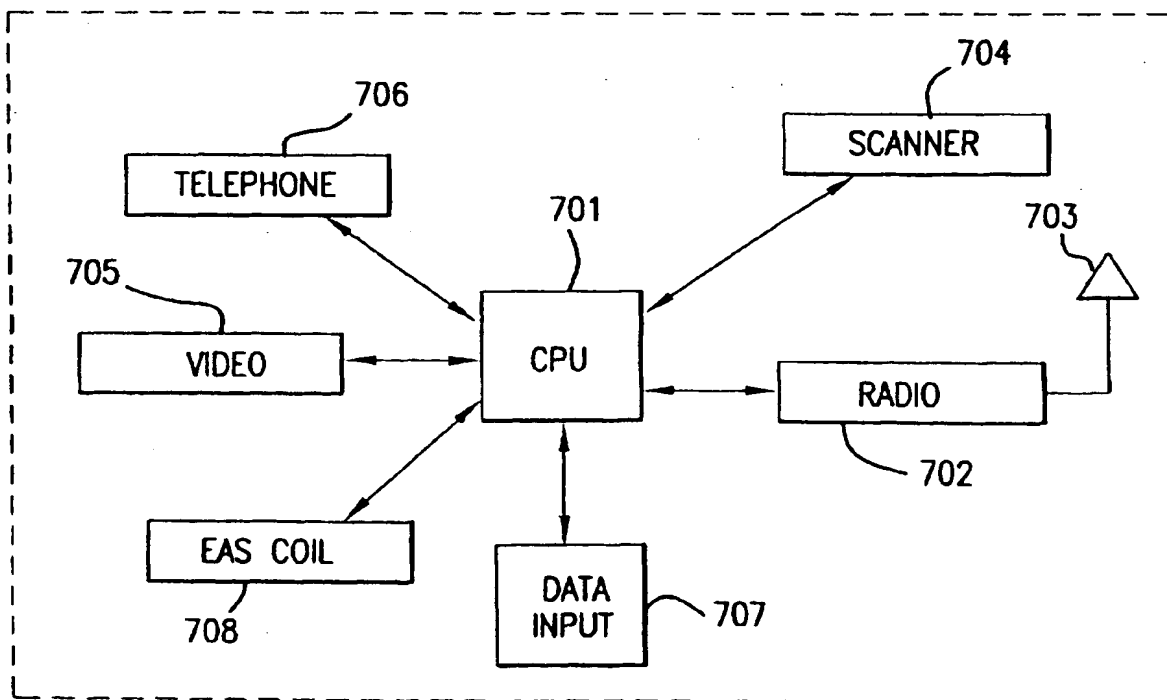 704
SCANNER
706
TELEPHONE
701
703
705
VIDEO
CPU
RADIO
702
EAS COIL
708
DATA
INPUT
707